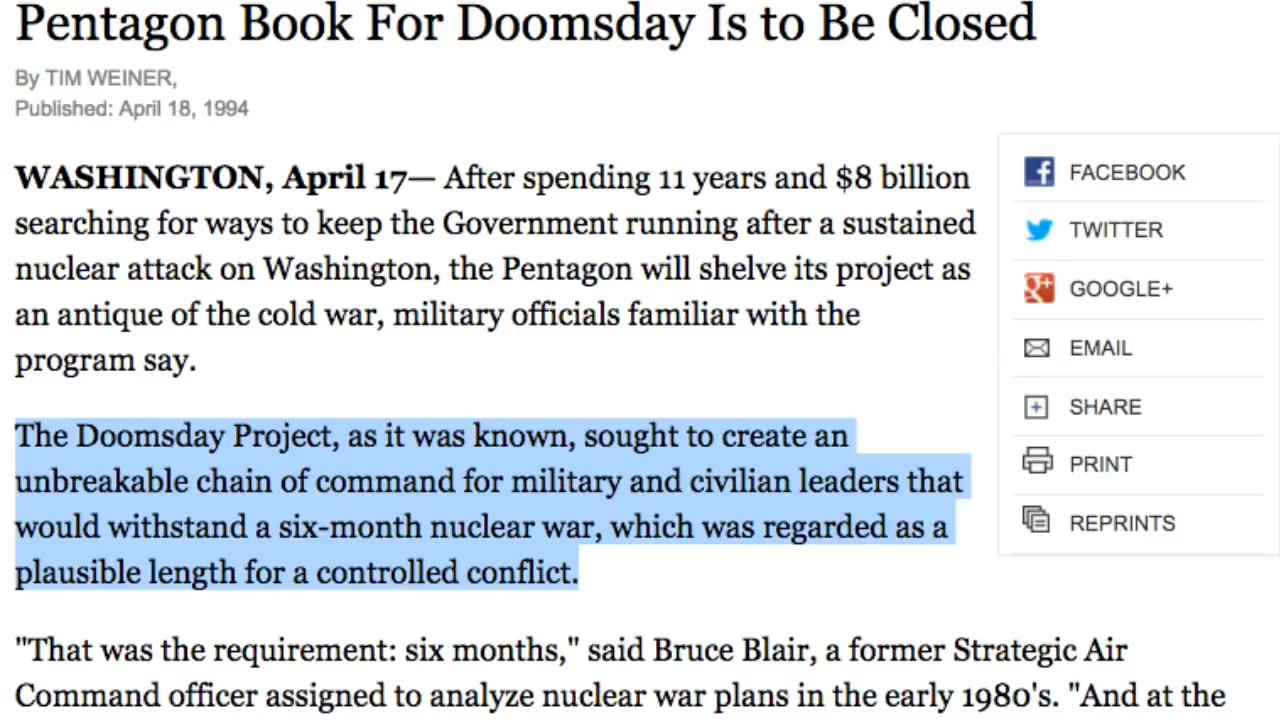 Pentagon Book For Doomsday Is to Be Closed
By TIM WEINER,
Published: April 18, 1994
WASHINGTON, April 17— After spending 11 years and $8 billion
searching for ways to keep the Government running after a sustained
nuclear attack on Washington, the Pentagon will shelve its project as
an antique of the cold war, military officials familiar with the
program say.
The Doomsday Project, as it was known, sought to create an
unbreakable chain of command for military and civilian leaders that
would withstand a six-month nuclear war, which was regarded as a
plausible length for a controlled conflict.
"That was the requirement: six months," said Bruce Blair, a former Strategic Air
Command officer assigned to analyze nuclear war plans in the early 1980's. "And at the
FACEBOOK
TWITTER
GOOGLE+
EMAIL
SHARE
PRINT
REPRINTS